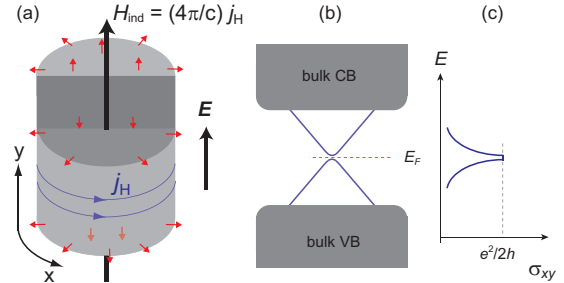 (a)
H_ind = (4π/c) j_H
E
j_H
y
x
(b)
bulk CB
E_F
bulk VB
(c)
E
e²/2h
σ_xy